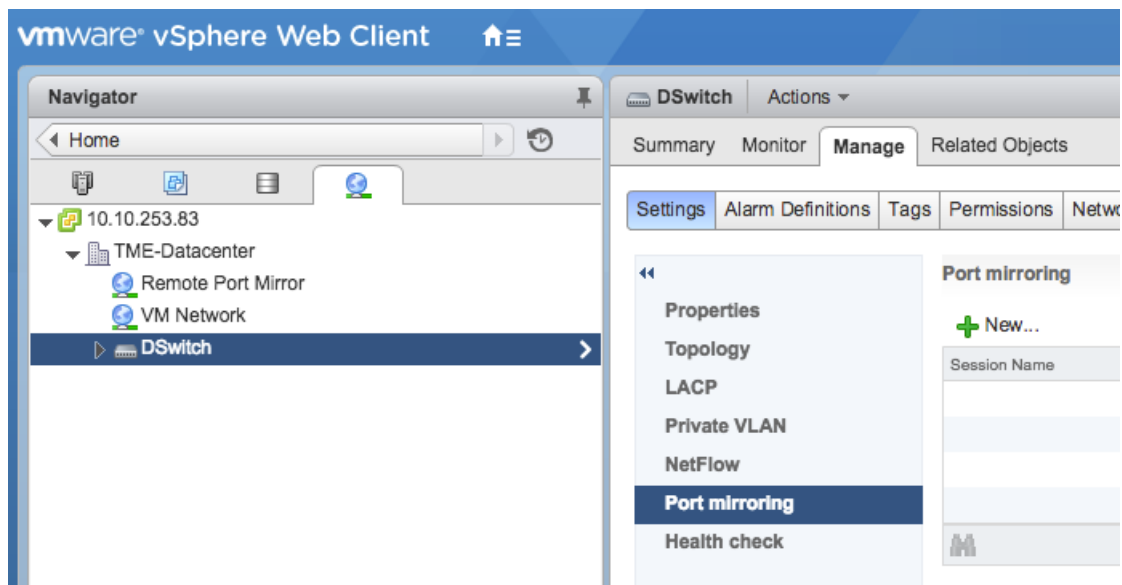 vmware® vSphere Web Client
Navigator
Home
10.10.253.83
TME-Datacenter
Remote Port Mirror
VM Network
DSwitch
DSwitch Actions
Summary Monitor Manage Related Objects
Settings Alarm Definitions Tags Permissions Netwo
Properties
Topology
LACP
Private VLAN
NetFlow
Port mirroring
Health check
Port mirroring
New...
Session Name